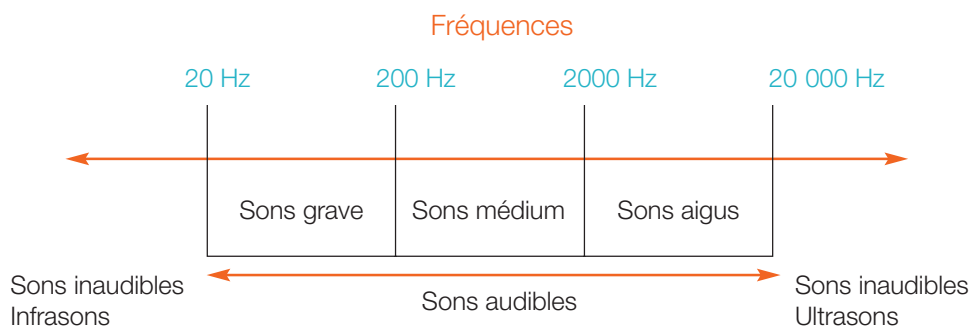 Fréquences
20 Hz
200 Hz
2000 Hz
20 000 Hz
Sons grave
Sons médium
Sons aigus
Sons inaudibles
Infrasons
Sons audibles
Sons inaudibles
Ultrasons